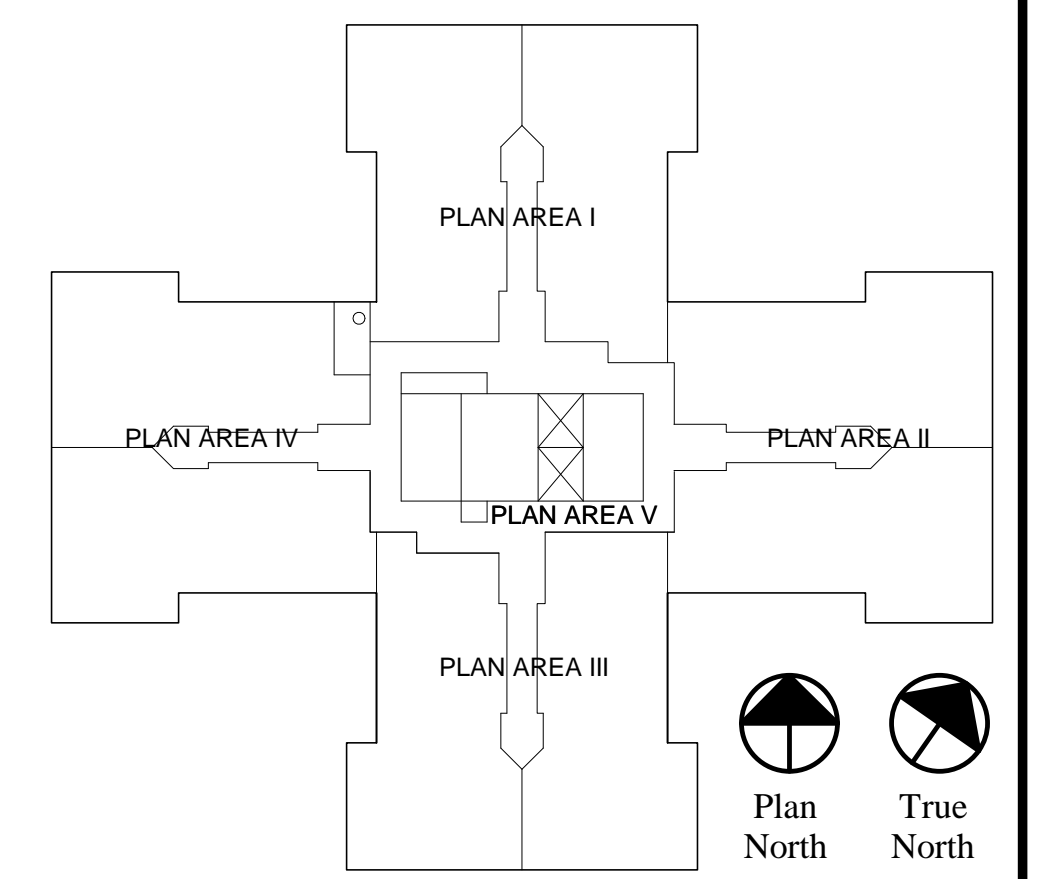 PLAN AREA I
PLAN AREA IV
PLAN AREA II
PLAN AREA V
PLAN AREA III
Plan
North
True
North